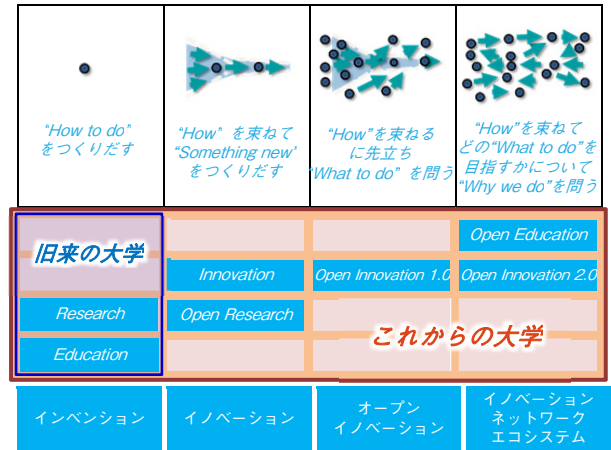 “How to do”
をつくりだす
“How”を束ねて
“Something new’
をつくりだす
“How”を束ねる
に先立ち
“What to do”を問う
“How”を束ねて
どの“What to do”を
目指すかについて
“Why we do”を問う
旧来の大学
Open Education
Innovation
Open Innovation 1.0
Open Innovation 2.0
Research
Open Research
これからの大学
Education
インベンション
イノベーション
オープン
イノベーション
イノベーション
ネットワーク
エコシステム